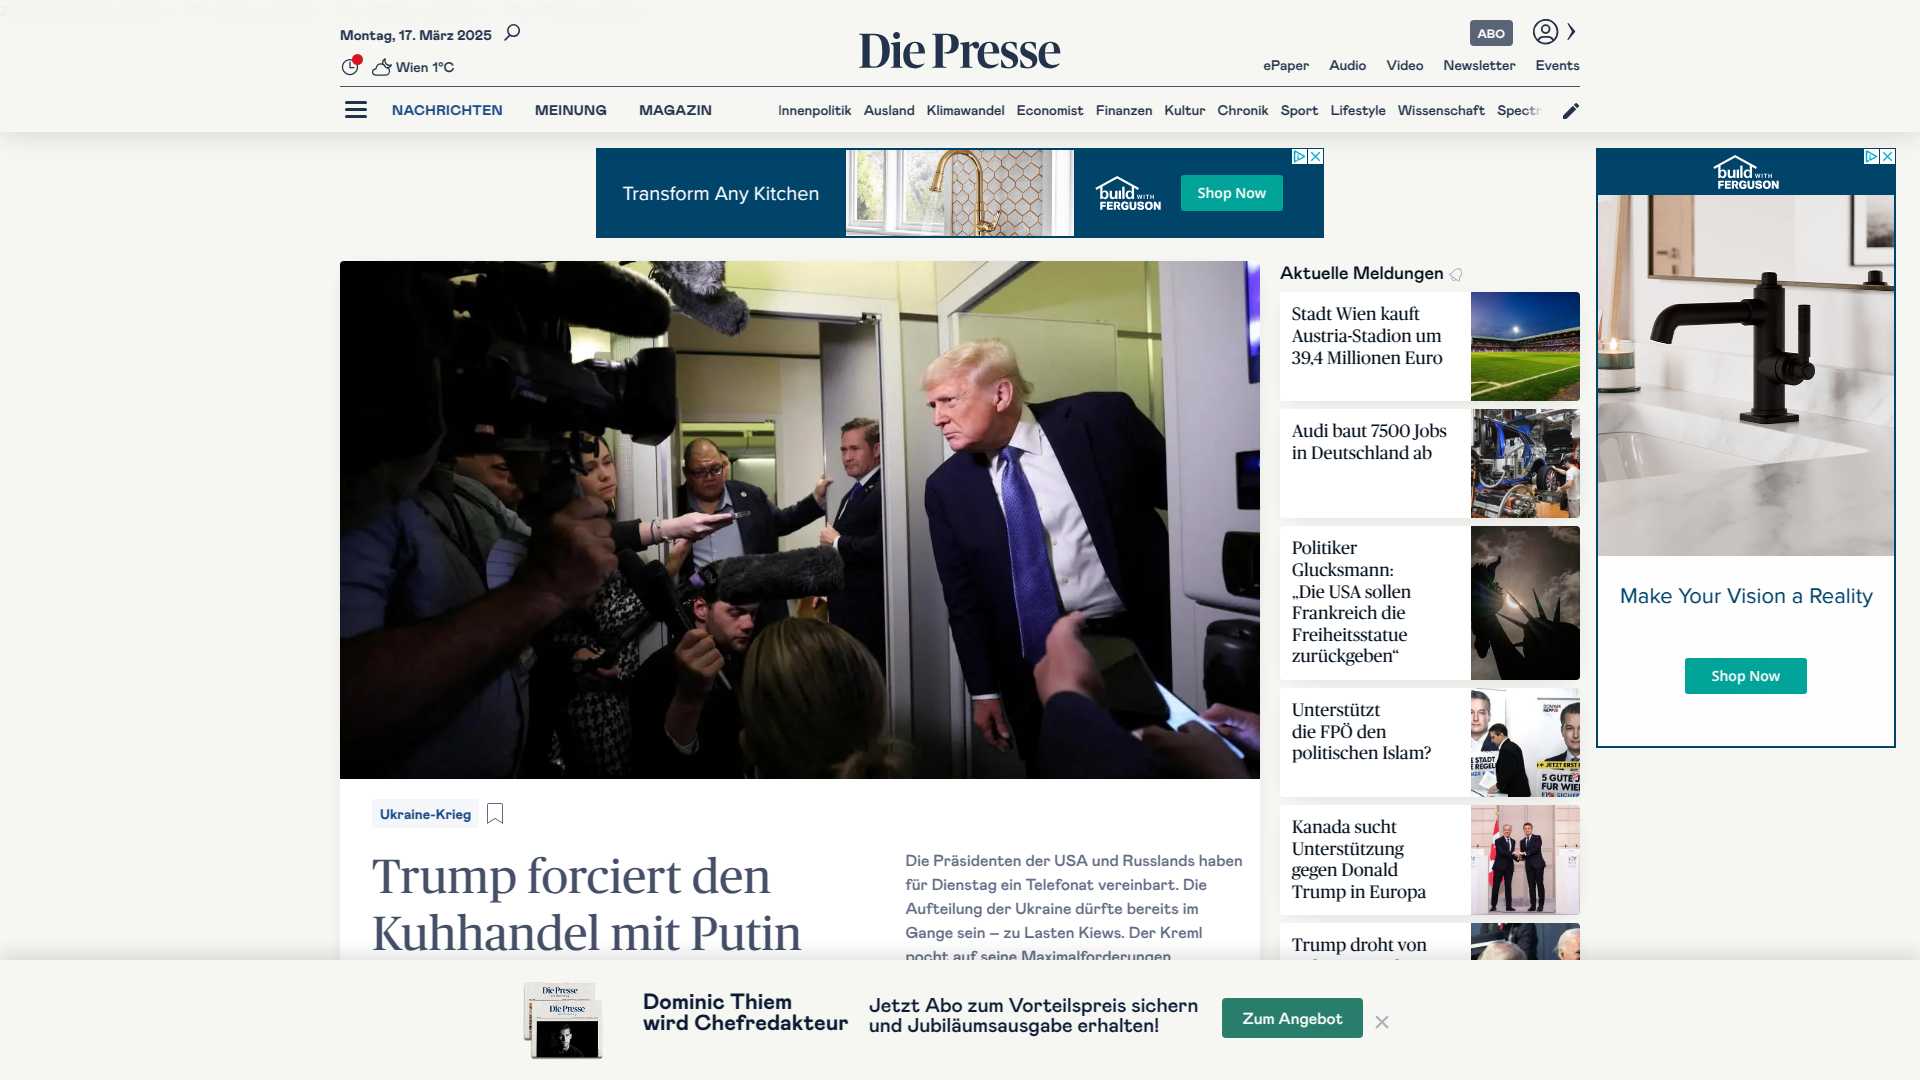 Montag, 17. März 2025
Wien 1°C
Die Presse
ABO
ePaper Audio Video Newsletter Events
NACHRICHTEN MEINUNG MAGAZIN
Innenpolitik Ausland Klimawandel Economist Finanzen Kultur Chronik Sport Lifestyle Wissenschaft Spectr
Transform Any Kitchen
build WITH
FERGUSON
Shop Now
build WITH
FERGUSON
Make Your Vision a Reality
Shop Now
Aktuelle Meldungen
Stadt Wien kauft
Austria-Stadion um
39,4 Millionen Euro
Audi baut 7500 Jobs
in Deutschland ab
Politiker
Glucksmann:
„Die USA sollen
Frankreich die
Freiheitsstatue
zurückgeben“
Unterstützt
die FPÖ den
politischen Islam?
Kanada sucht
Unterstützung
gegen Donald
Trump in Europa
Trump droht von
Ukraine-Krieg
Trump forciert den
Kuhhandel mit Putin
Die Präsidenten der USA und Russlands haben
für Dienstag ein Telefonat vereinbart. Die
Aufteilung der Ukraine dürfte bereits im
Gange sein – zu Lasten Kiews. Der Kreml
pocht auf seine Maximalforderungen
Die Presse
Die Presse
Dominic Thiem
wird Chefredakteur
Jetzt Abo zum Vorteilspreis sichern
und Jubiläumsausgabe erhalten!
Zum Angebot